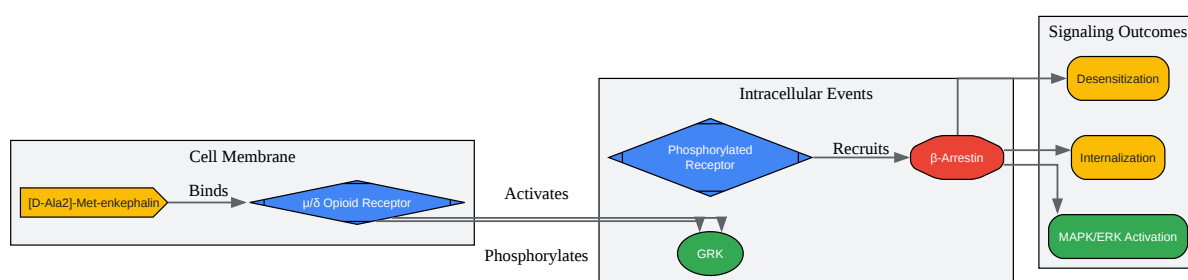 Signaling Outcomes
Desensitization
Intracellular Events
Phosphorylated
Receptor
Recruits
β-Arrestin
Internalization
Cell Membrane
[D-Ala2]-Met-enkephalin
Binds
μ/δ Opioid Receptor
Activates
Phosphorylates
GRK
MAPK/ERK Activation